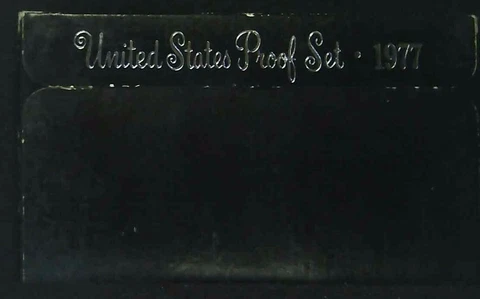 United States Proof Set · 1977